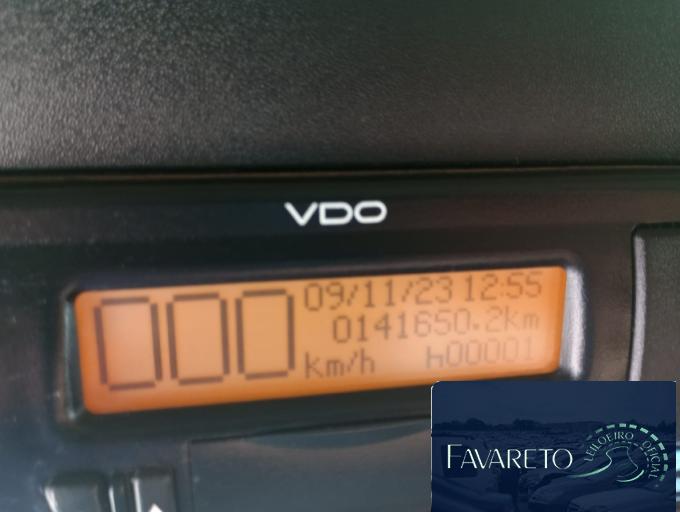 VDO
000
09/11/23 12:55
0141650.2km
km/h h00001
FAVARETO
LEILOEIRO OFICIAL